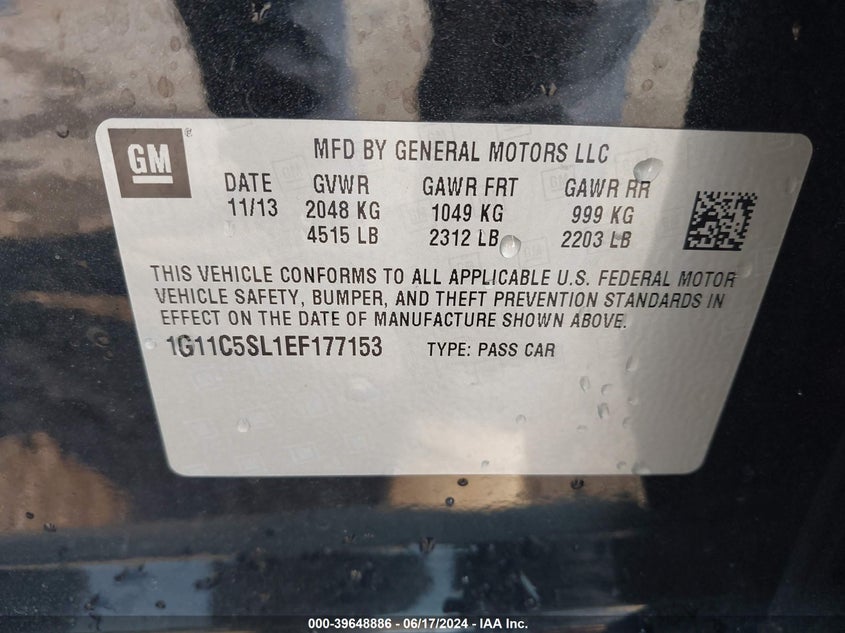 GM
MFD BY GENERAL MOTORS LLC
DATE GVWR GAWR FRT GAWR RR
11/13 2048 KG 1049 KG 999 KG
4515 LB 2312 LB 2203 LB
THIS VEHICLE CONFORMS TO ALL APPLICABLE U.S. FEDERAL MOTOR
VEHICLE SAFETY, BUMPER, AND THEFT PREVENTION STANDARDS IN
EFFECT ON THE DATE OF MANUFACTURE SHOWN ABOVE.
1G11C5SL1EF177153 TYPE: PASS CAR
000-39648886 - 06/17/2024 - IAA Inc.